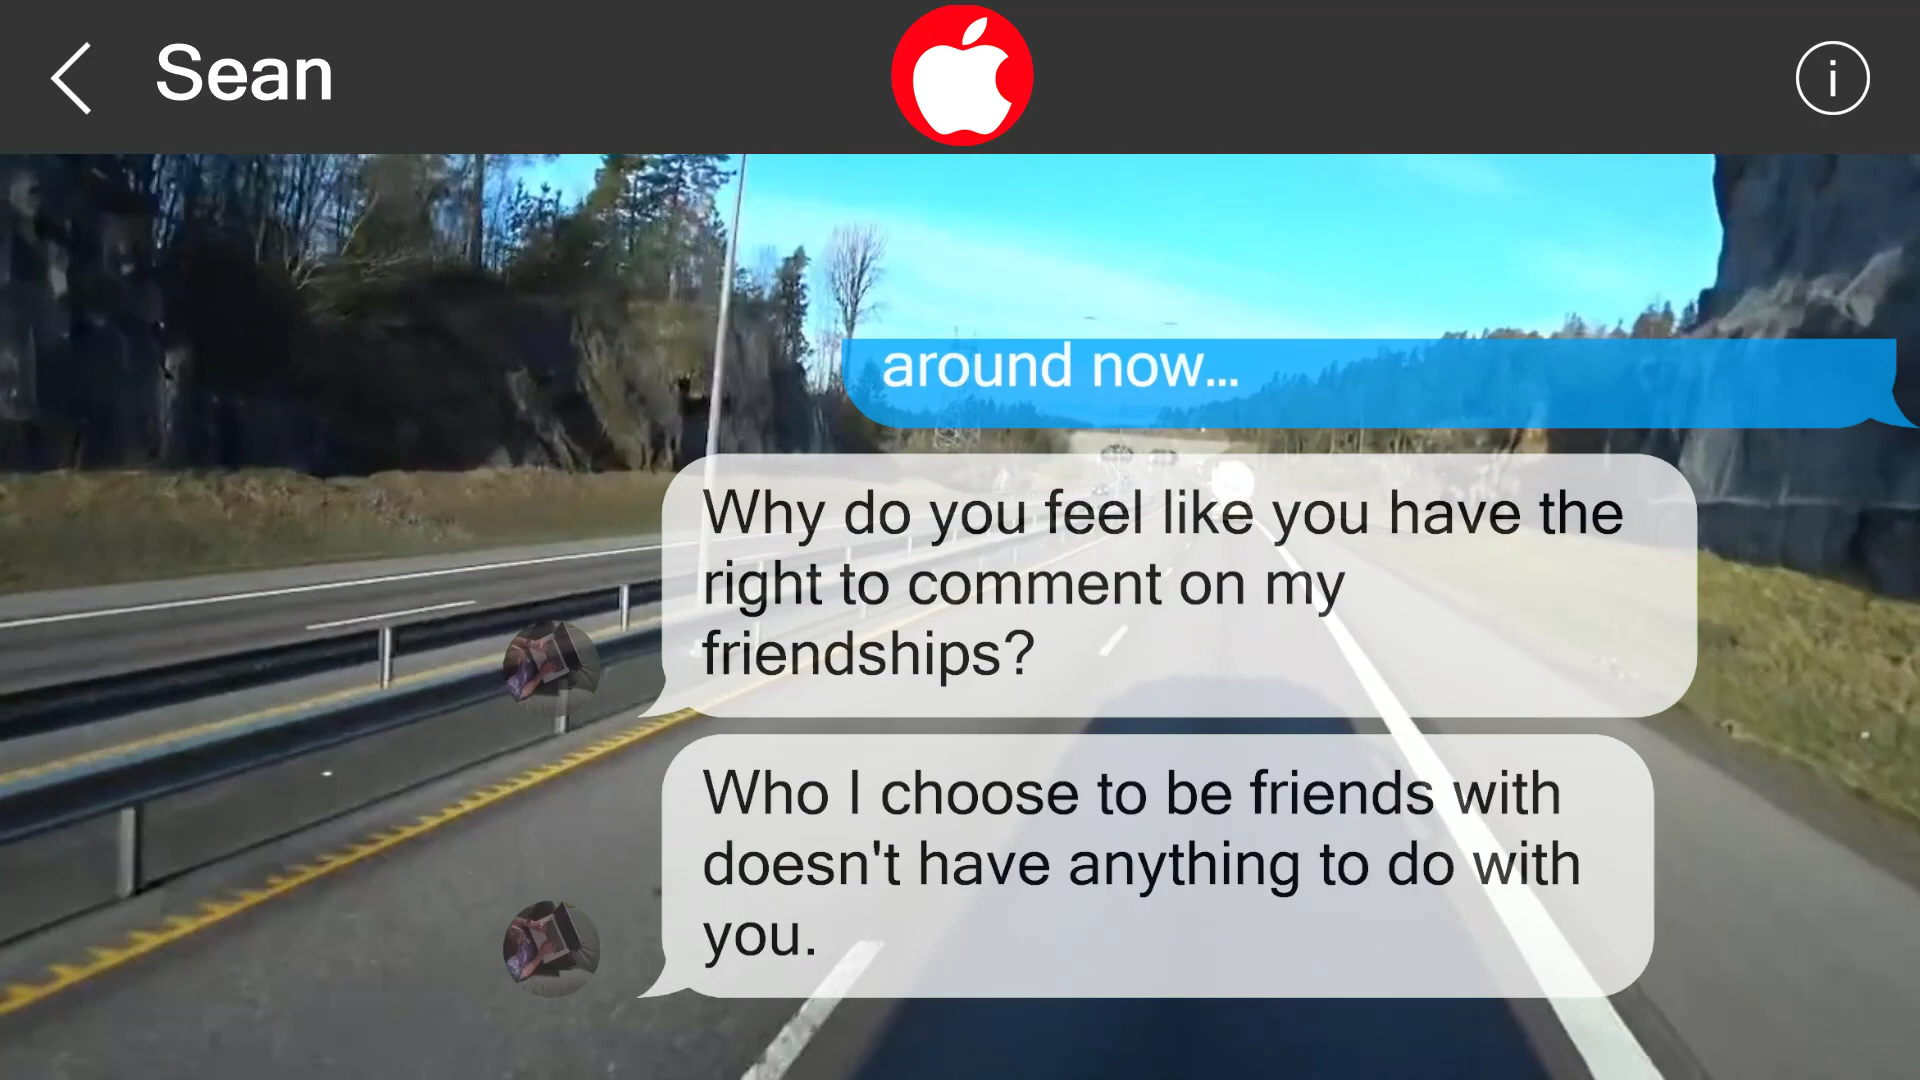 Sean
around now...
Why do you feel like you have the
right to comment on my
friendships?
Who I choose to be friends with
doesn't have anything to do with
you.